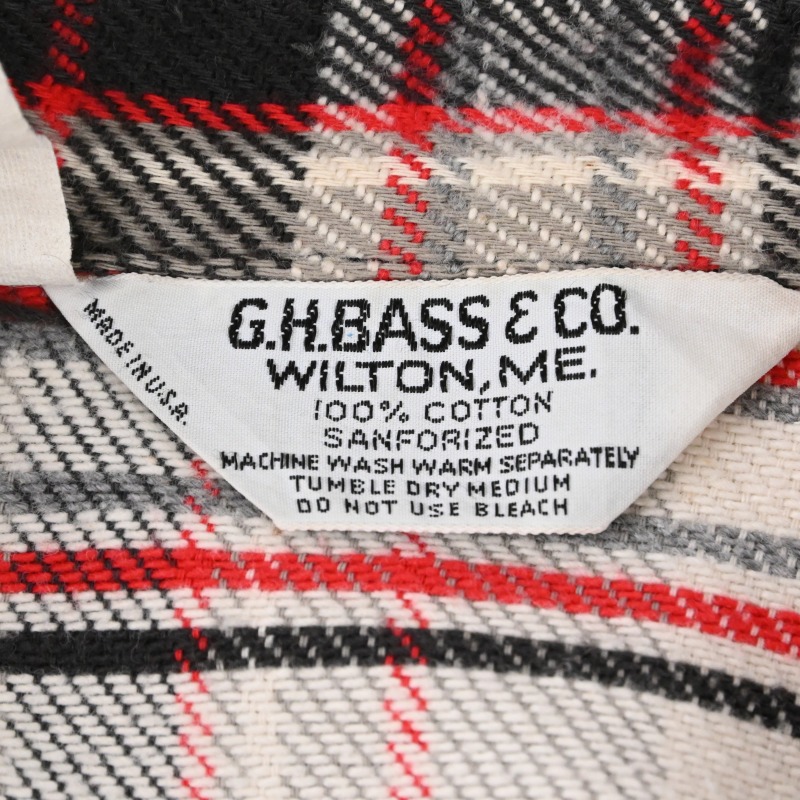 G.H.BASS & CO.
WILTON, ME.
100% COTTON
SANFORIZED
MACHINE WASH WARM SEPARATELY
TUMBLE DRY MEDIUM
DO NOT USE BLEACH
MADE IN U.S.A.